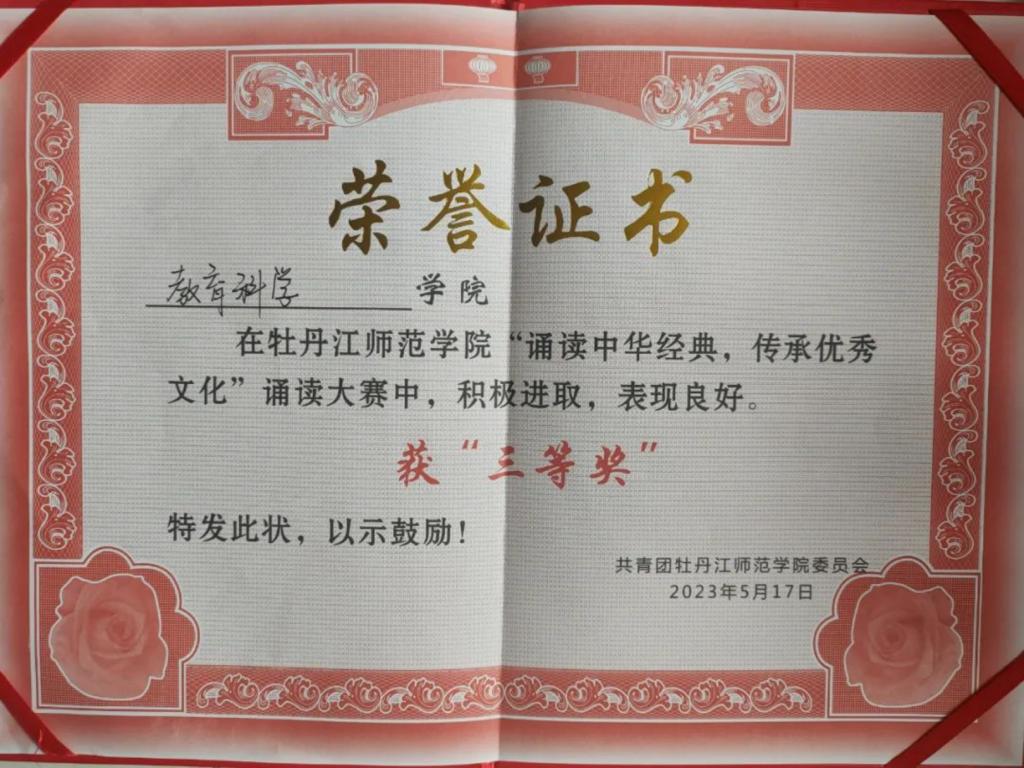 荣誉证书
教育科学 学院
在牡丹江师范学院“诵读中华经典，传承优秀
文化”诵读大赛中，积极进取，表现良好。
获“三等奖”
特发此状，以示鼓励！
共青团牡丹江师范学院委员会
2023年5月17日